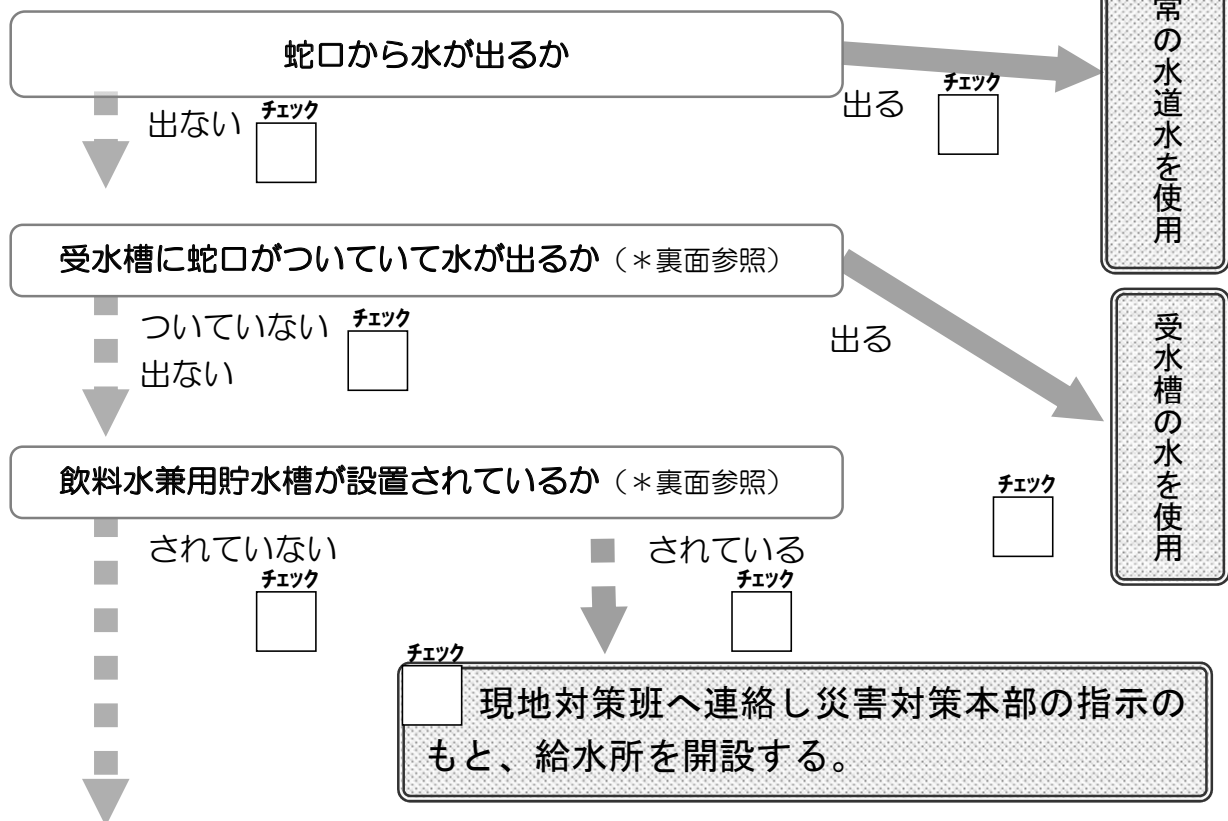 蛇口から水が出るか
出ない
チェック
出る
チェック
常の水道水を使用
受水槽に蛇口がついていて水が出るか（＊裏面参照）
ついていない
出ない
チェック
出る
チェック
受水槽の水を使用
飲料水兼用貯水槽が設置されているか（＊裏面参照）
されていない
チェック
されている
チェック
チェック
現地対策班へ連絡し災害対策本部の指示の
もと、給水所を開設する。